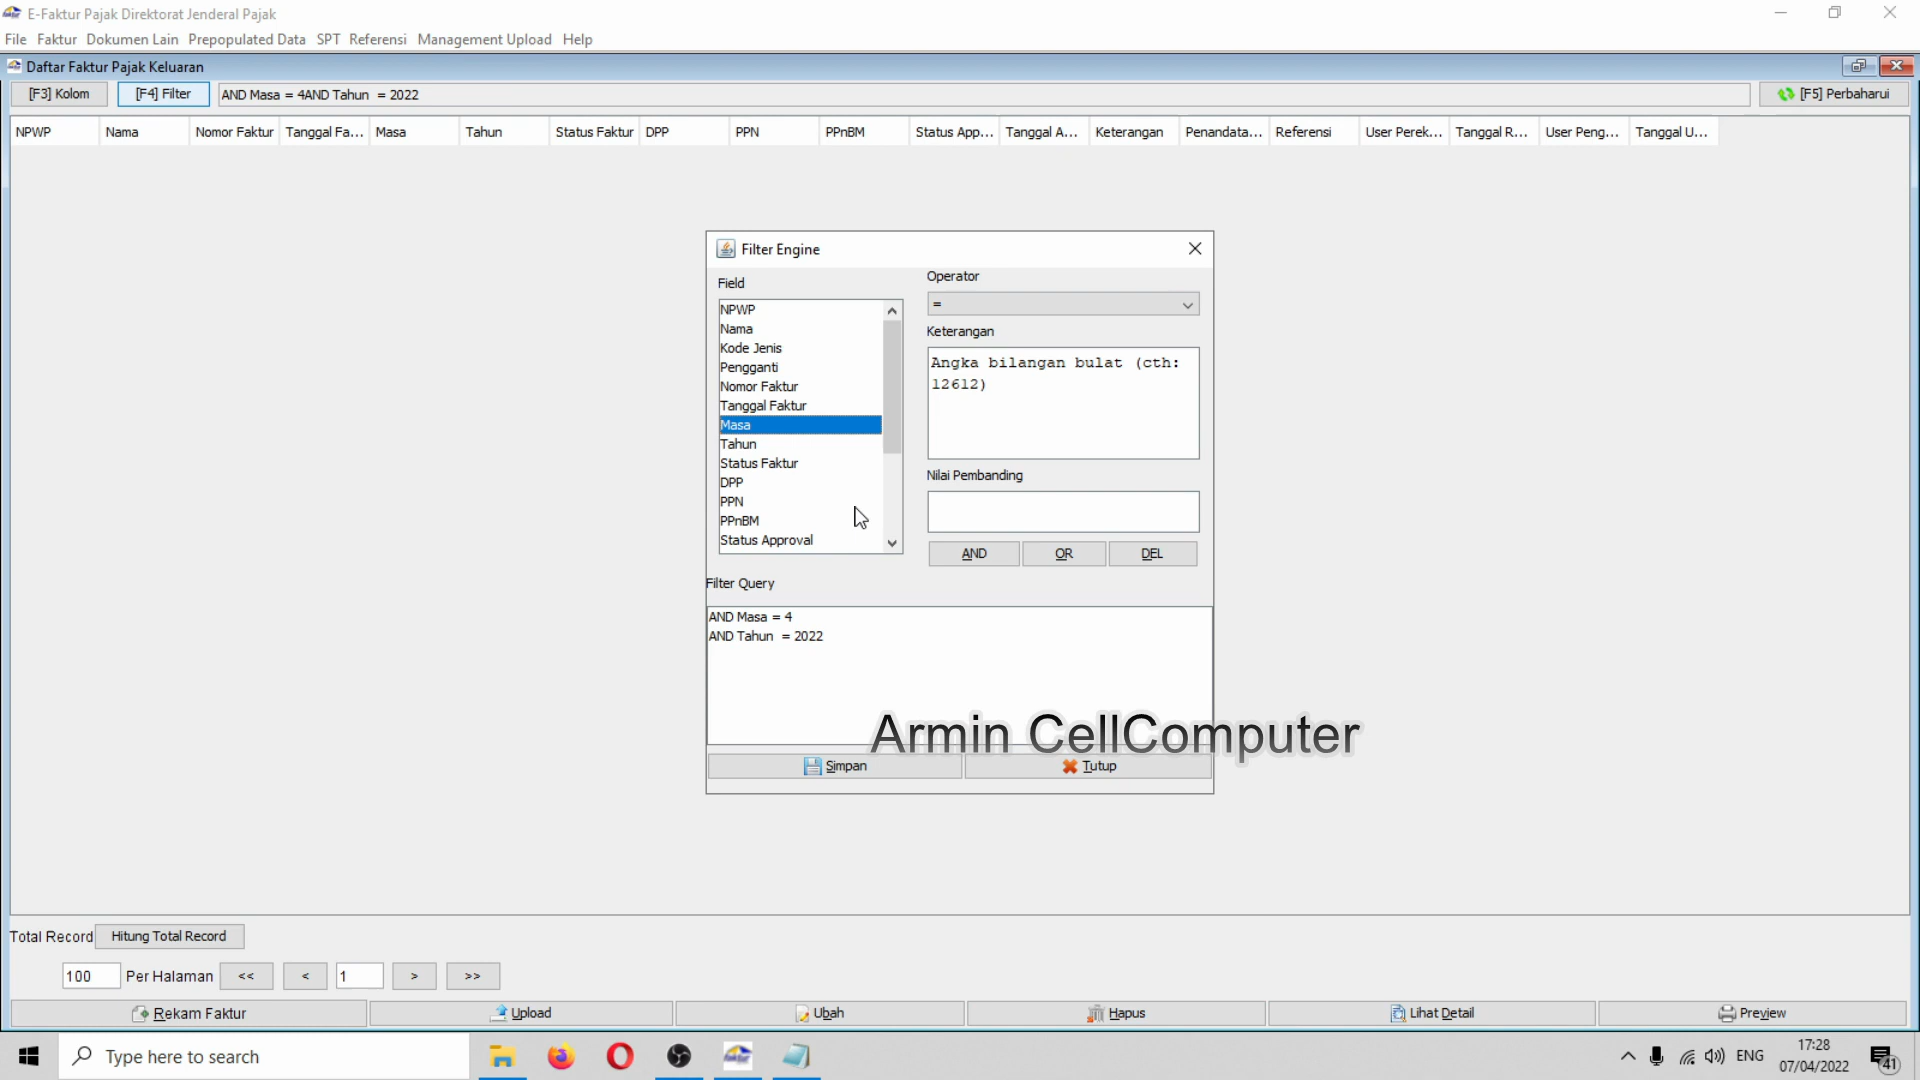 E-Faktur Pajak Direktorat Jenderal Pajak
File Faktur Dokumen Lain Prepopulated Data SPT Referensi Management Upload Help
Daftar Faktur Pajak Keluaran
[F3] Kolom [F4] Filter AND Masa = 4AND Tahun = 2022 [F5] Perbaharui
NPWP Nama Nomor Faktur Tanggal Fa... Masa Tahun Status Faktur DPP PPN PPnBM Status App... Tanggal A... Keterangan Penandata... Referensi User Perek... Tanggal R... User Peng... Tanggal U...
Filter Engine
Field
NPWP
Nama
Kode Jenis
Pengganti
Nomor Faktur
Tanggal Faktur
Masa
Tahun
Status Faktur
DPP
PPN
PPnBM
Status Approval
Operator
=
Keterangan
Angka bilangan bulat (cth:
12612)
Nilai Pembanding
AND OR DEL
Filter Query
AND Masa = 4
AND Tahun = 2022
Armin CellComputer
Simpan Tutup
Total Record Hitung Total Record
100 Per Halaman << < 1 > >>
Rekam Faktur Upload Ubah Hapus Lihat Detail Preview
Type here to search
ENG
17:28
07/04/2022
41